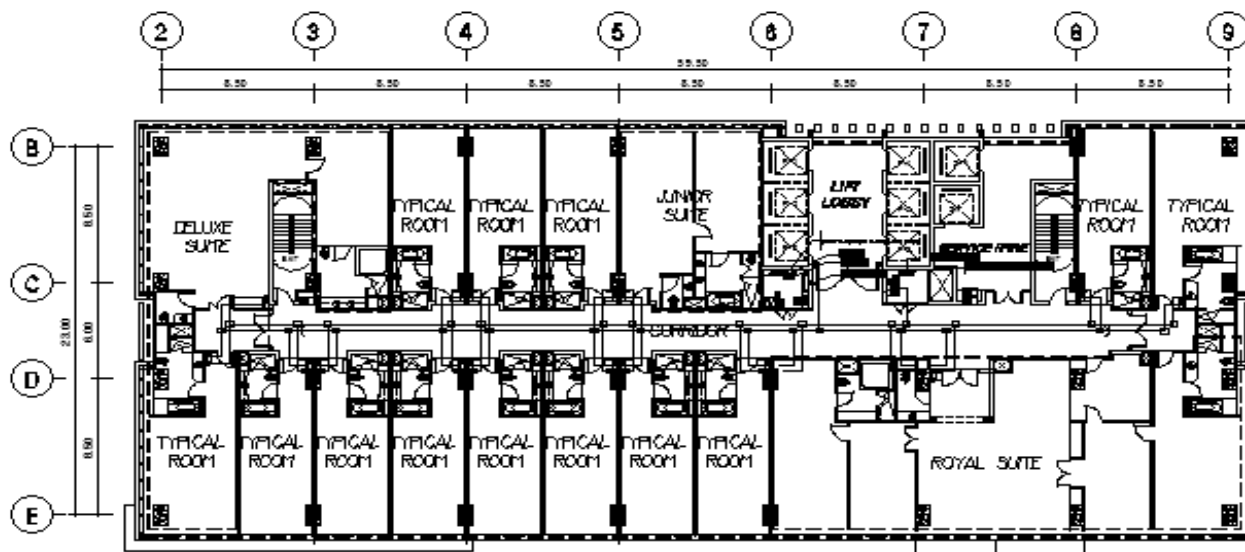 2 3 4 5 6 7 8 9
59.50
8.50 8.50 8.50 8.50 8.50 8.50 8.50
B
TYPICAL ROOM
TYPICAL ROOM
TYPICAL ROOM
JUNIOR SUITE
LIFT LOBBY
TYPICAL ROOM
TYPICAL ROOM
8.50
DELUXE SUITE
SERVICE AREA
C
23.00
6.00
CORRIDOR
D
8.50
TYPICAL ROOM
TYPICAL ROOM
TYPICAL ROOM
TYPICAL ROOM
TYPICAL ROOM
TYPICAL ROOM
TYPICAL ROOM
TYPICAL ROOM
ROYAL SUITE
E